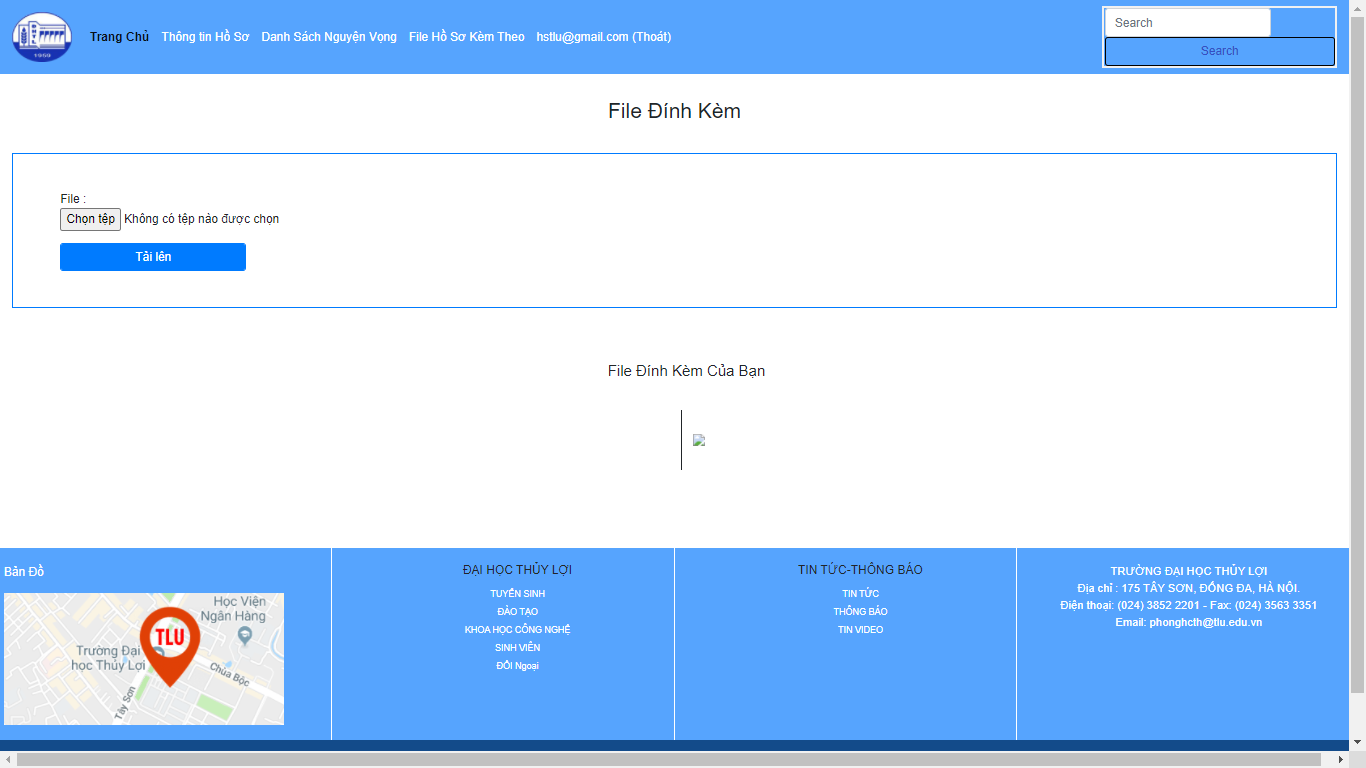 1959
Trang Chủ Thông tin Hồ Sơ Danh Sách Nguyện Vọng File Hồ Sơ Kèm Theo hstlu@gmail.com (Thoát)
Search
Search
File Đính Kèm
File :
Chọn tệp Không có tệp nào được chọn
Tải lên
File Đính Kèm Của Bạn
Bản Đồ
Học Viện
Ngân Hàng
TLU
Trường Đại
học Thủy Lợi
Chùa Bộc
Tây Sơn
ĐẠI HỌC THỦY LỢI
TUYỂN SINH
ĐÀO TẠO
KHOA HỌC CÔNG NGHỆ
SINH VIÊN
ĐỐI Ngoại
TIN TỨC-THÔNG BÁO
TIN TỨC
THÔNG BÁO
TIN VIDEO
TRƯỜNG ĐẠI HỌC THỦY LỢI
Địa chỉ : 175 TÂY SƠN, ĐỐNG ĐA, HÀ NỘI.
Điện thoại: (024) 3852 2201 - Fax: (024) 3563 3351
Email: phonghcth@tlu.edu.vn